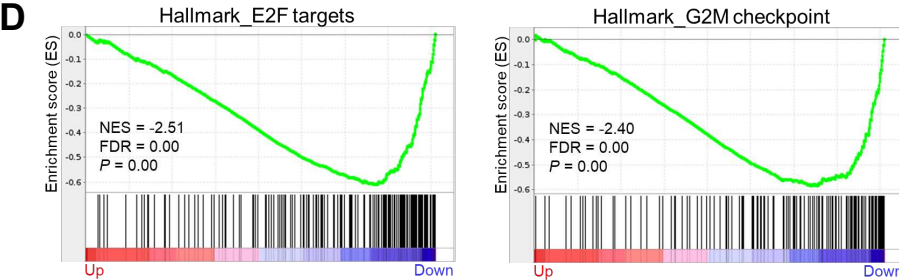 D
Hallmark_E2F targets
Enrichment score (ES)
0.0
-0.1
-0.2
-0.3
-0.4
-0.5
-0.6
NES = -2.51
FDR = 0.00
P = 0.00
Up
Down
Hallmark_G2M checkpoint
Enrichment score (ES)
0.0
-0.1
-0.2
-0.3
-0.4
-0.5
-0.6
NES = -2.40
FDR = 0.00
P = 0.00
Up
Down